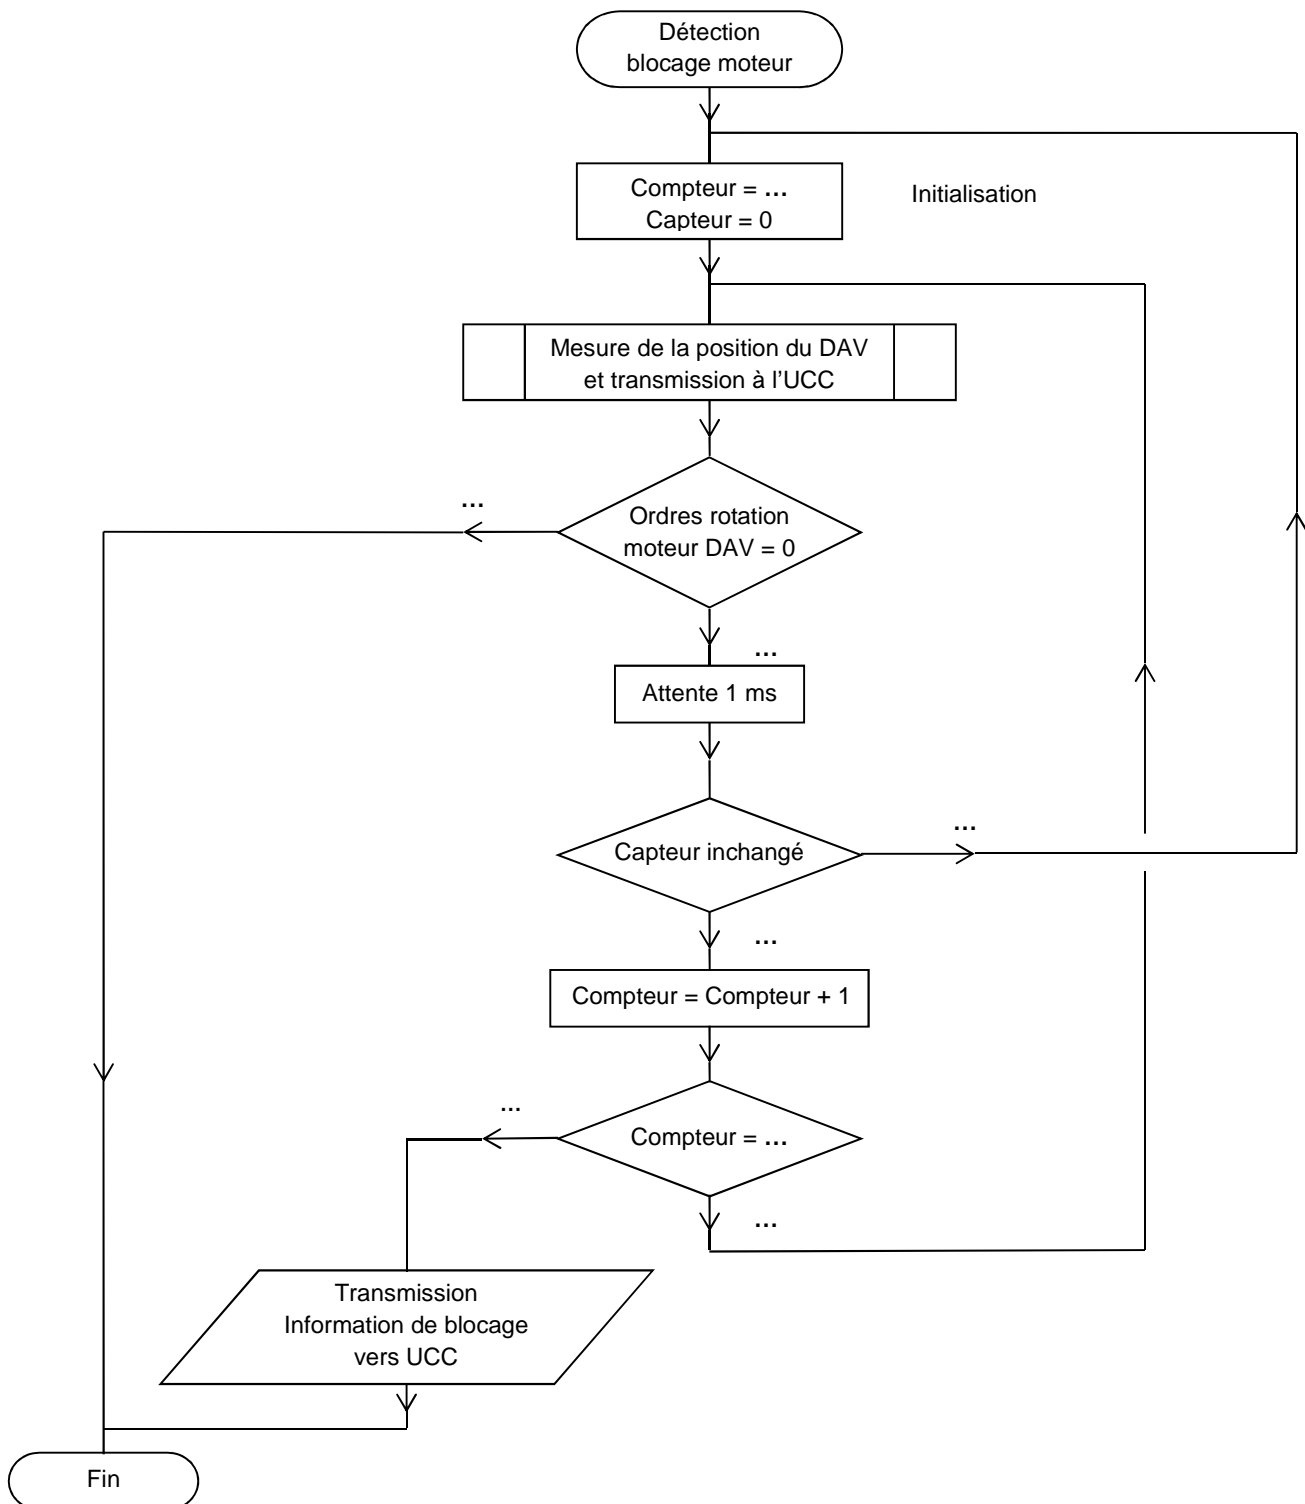 Détection
blocage moteur
Compteur = ...
Capteur = 0
Initialisation
Mesure de la position du DAV
et transmission à l'UCC
...
Ordres rotation
moteur DAV = 0
...
Attente 1 ms
...
Capteur inchangé
...
Compteur = Compteur + 1
...
Compteur = ...
...
Transmission
Information de blocage
vers UCC
Fin